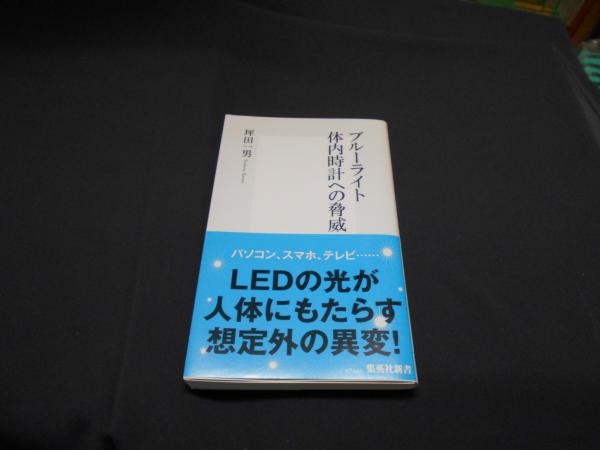 ブルーライト
体内時計への脅威
坪田一男
パソコン、スマホ、テレビ……
LEDの光が
人体にもたらす
想定外の異変!
集英社新書